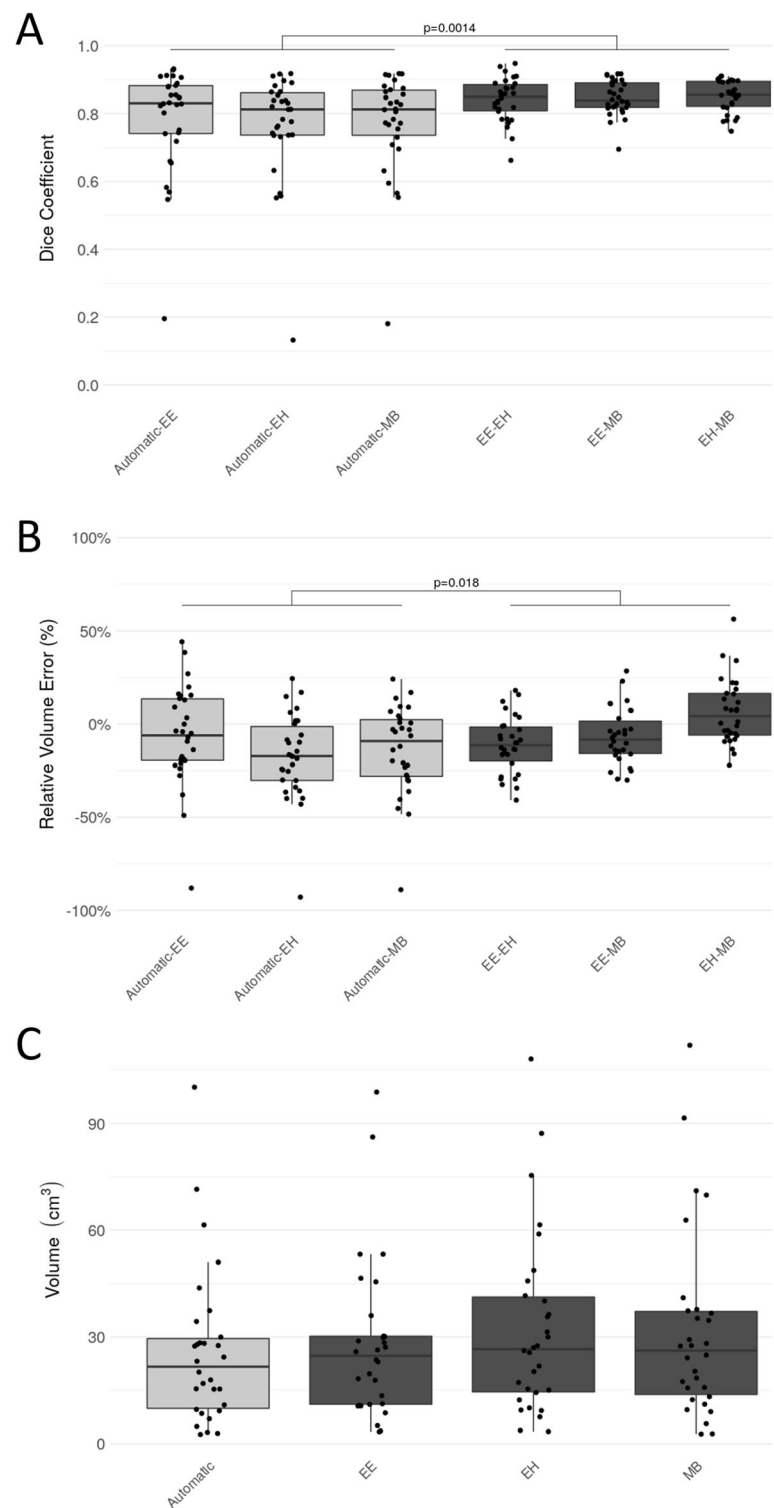 A
p=0.0014
1.0
0.8
0.6
0.4
0.2
0.0
Dice Coefficient
Automatic-EE
Automatic-EH
Automatic-MB
EE-EH
EE-MB
EH-MB
B
100%
p=0.018
50%
0%
-50%
-100%
Relative Volume Error (%)
Automatic-EE
Automatic-EH
Automatic-MB
EE-EH
EE-MB
EH-MB
C
90
60
30
0
Volume (cm³)
Automatic
EE
EH
MB